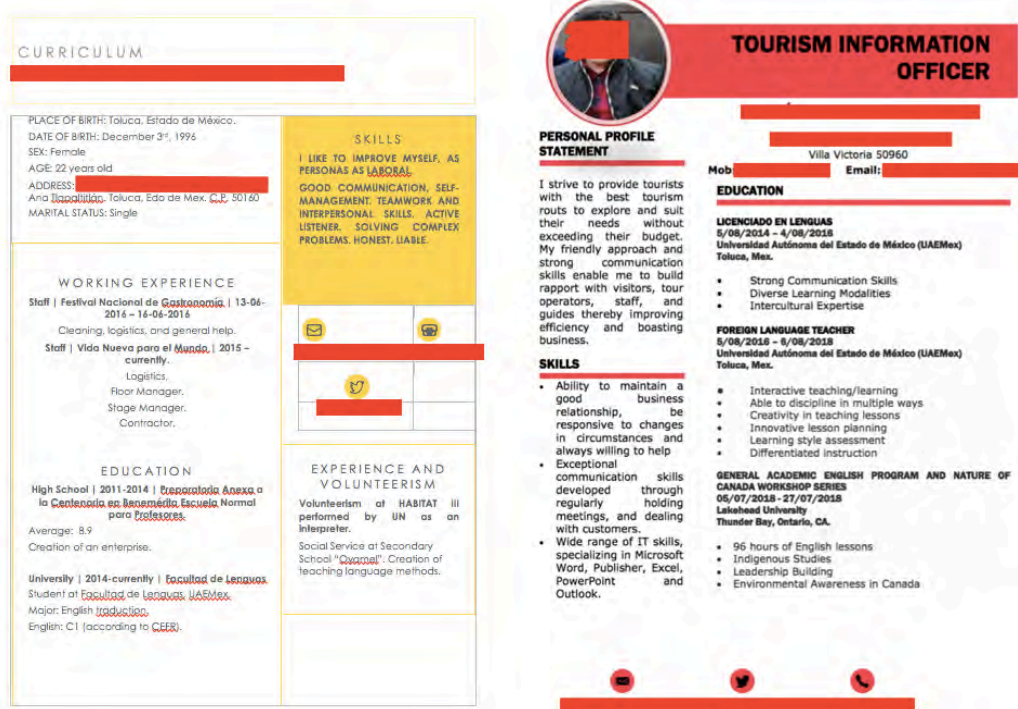 CURRICULUM
PLACE OF BIRTH: Toluca, Estado de México.
DATE OF BIRTH: December 3rd, 1996
SEX: Female
AGE: 22 years old
ADDRESS:
Ana Tlapaltitlán. Toluca, Edo de Mex. C.P. 50160
MARITAL STATUS: Single
WORKING EXPERIENCE
Staff | Festival Nacional de Gastronomía | 13-06-
2016 – 16-06-2016
Cleaning, logistics, and general help.
Staff | Vida Nueva para el Mundo | 2015 –
currently.
Logistics.
Floor Manager.
Stage Manager.
Contractor.
EDUCATION
High School | 2011-2014 | Preparatoria Anexa a
la Centenaria en Benemérita Escuela Normal
para Profesores.
Average: 8.9
Creation of an enterprise.
University | 2014-currently | Facultad de Lenguas
Student at Facultad de Lenguas, UAEMex.
Major: English traduction.
English: C1 (according to CEFR).
SKILLS
I LIKE TO IMPROVE MYSELF, AS
PERSONAS AS LABORAL.
GOOD COMMUNICATION, SELF-
MANAGEMENT. TEAMWORK AND
INTERPERSONAL SKILLS. ACTIVE
LISTENER. SOLVING COMPLEX
PROBLEMS. HONEST. LIABLE.
EXPERIENCE AND
VOLUNTEERISM
Volunteerism at HABITAT iii
performed by UN as an
interpreter.
Social Service at Secondary
School “Oyamel”. Creation of
teaching language methods.
TOURISM INFORMATION
OFFICER
Villa Victoria 50960
Mob: Email:
PERSONAL PROFILE
STATEMENT
I strive to provide tourists
with the best tourism
routs to explore and suit
their needs without
exceeding their budget.
My friendly approach and
strong communication
skills enable me to build
rapport with visitors, tour
operators, staff, and
guides thereby improving
efficiency and boasting
business.
SKILLS
• Ability to maintain a
good business
relationship, be
responsive to changes
in circumstances and
always willing to help
• Exceptional
communication skills
developed through
regularly holding
meetings, and dealing
with customers.
• Wide range of IT skills,
specializing in Microsoft
Word, Publisher, Excel,
PowerPoint and
Outlook.
EDUCATION
LICENCIADO EN LENGUAS
5/08/2014 – 4/08/2018
Universidad Autónoma del Estado de México (UAEMex)
Toluca, Mex.
• Strong Communication Skills
• Diverse Learning Modalities
• Intercultural Expertise
FOREIGN LANGUAGE TEACHER
5/08/2016 – 6/08/2018
Universidad Autónoma del Estado de México (UAEMex)
Toluca, Mex.
• Interactive teaching/learning
• Able to discipline in multiple ways
• Creativity in teaching lessons
• Innovative lesson planning
• Learning style assessment
• Differentiated instruction
GENERAL ACADEMIC ENGLISH PROGRAM AND NATURE OF
CANADA WORKSHOP SERIES
05/07/2018 - 27/07/2018
Lakehead University
Thunder Bay, Ontario, CA.
• 96 hours of English lessons
• Indigenous Studies
• Leadership Building
• Environmental Awareness in Canada